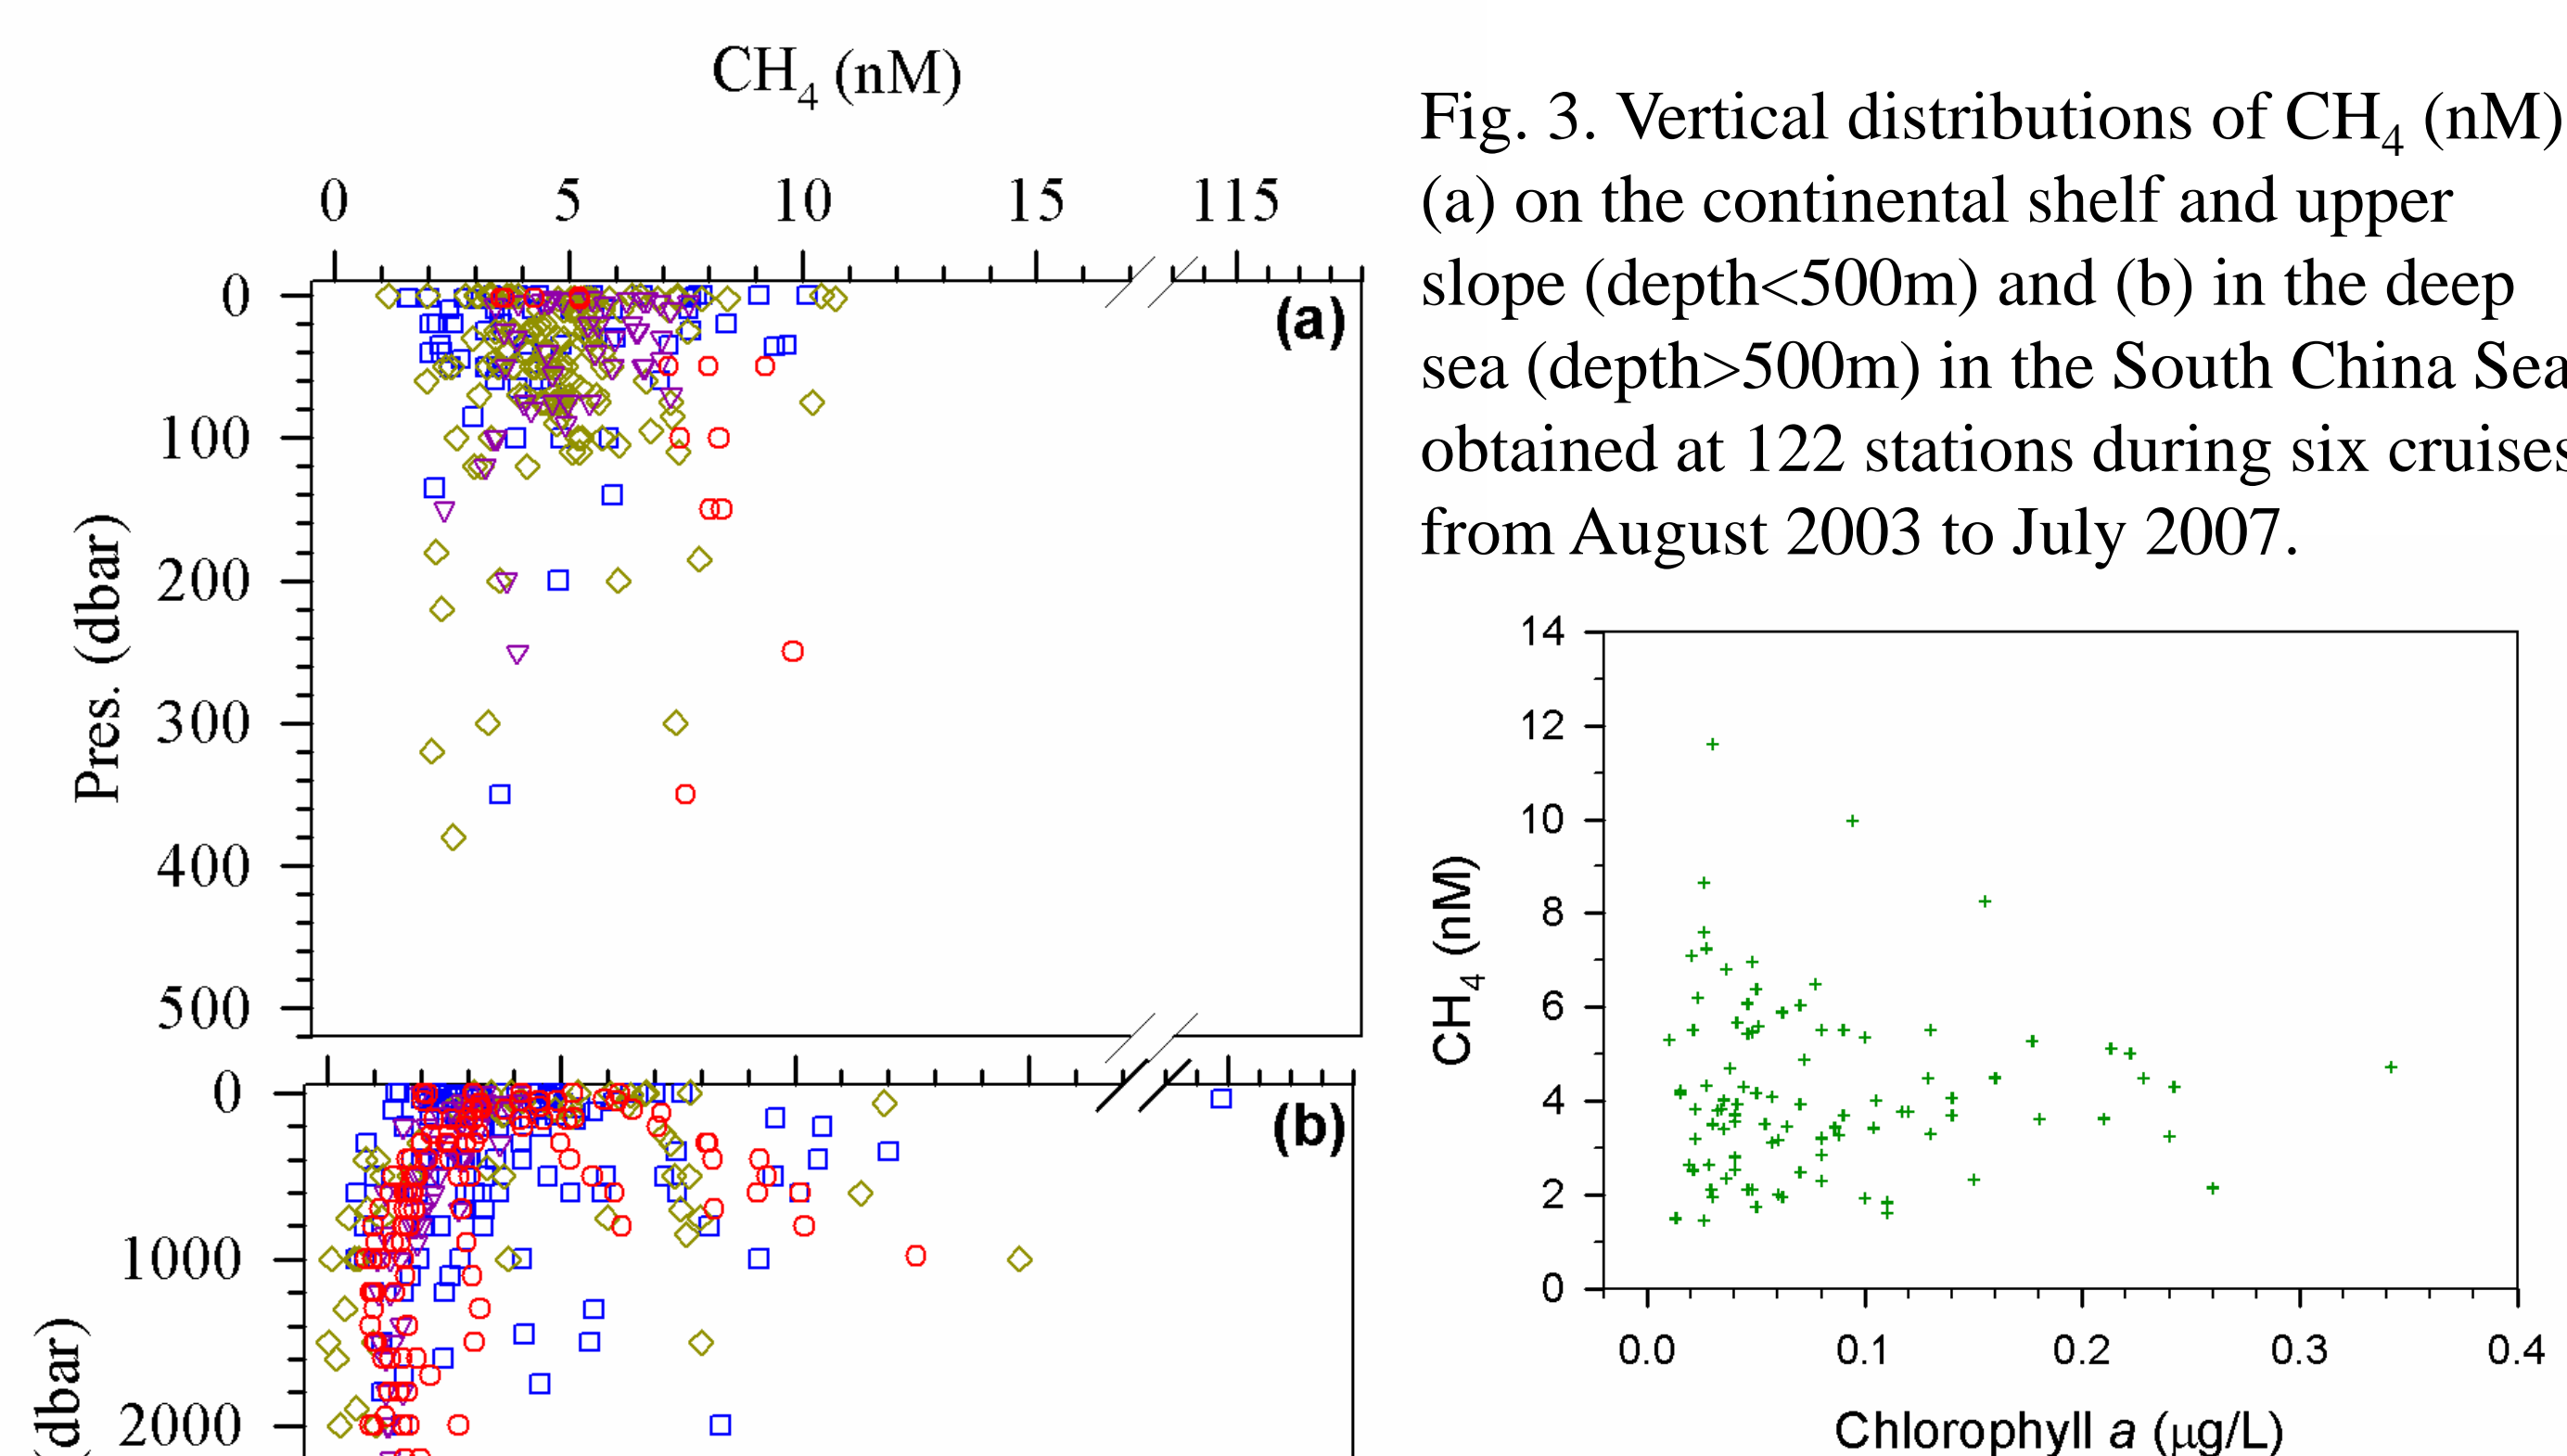 CH4 (nM)
0 5 10 15 115
0
100
200
300
400
500
Pres. (dbar)
(a)
0
1000
2000
(dbar)
(b)
Fig. 3. Vertical distributions of CH4 (nM)
(a) on the continental shelf and upper
slope (depth<500m) and (b) in the deep
sea (depth>500m) in the South China Sea
obtained at 122 stations during six cruises
from August 2003 to July 2007.
14
12
10
8
6
4
2
0
CH4 (nM)
0.0 0.1 0.2 0.3 0.4
Chlorophyll a (μg/L)